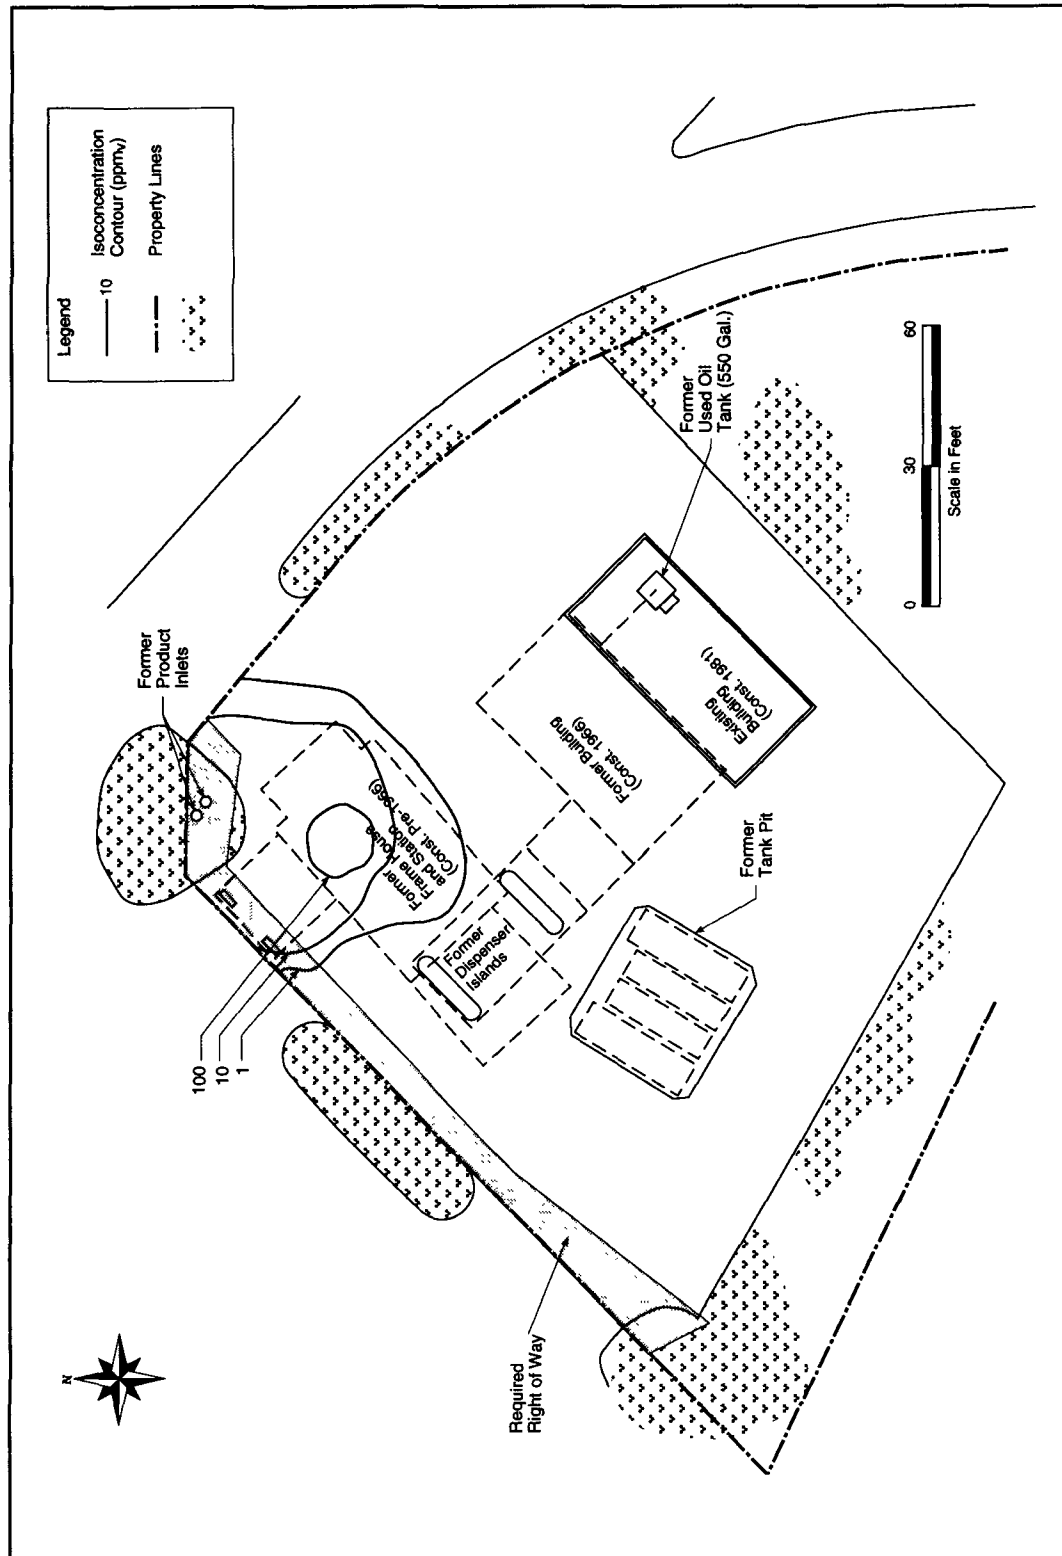 N
Legend
10
Isoconcentration
Contour (ppmv)
Property Lines
Former
Product
Inlets
100
10
1
Former
Frame House
and Station
(Const. Pre-1966)
Former
Dispenser
Islands
Former Building
(Const. 1966)
Existing
Building
(Const. 1981)
Former
Used Oil
Tank (550 Gal.)
Former
Tank Pit
Required
Right of Way
0
30
60
Scale in Feet